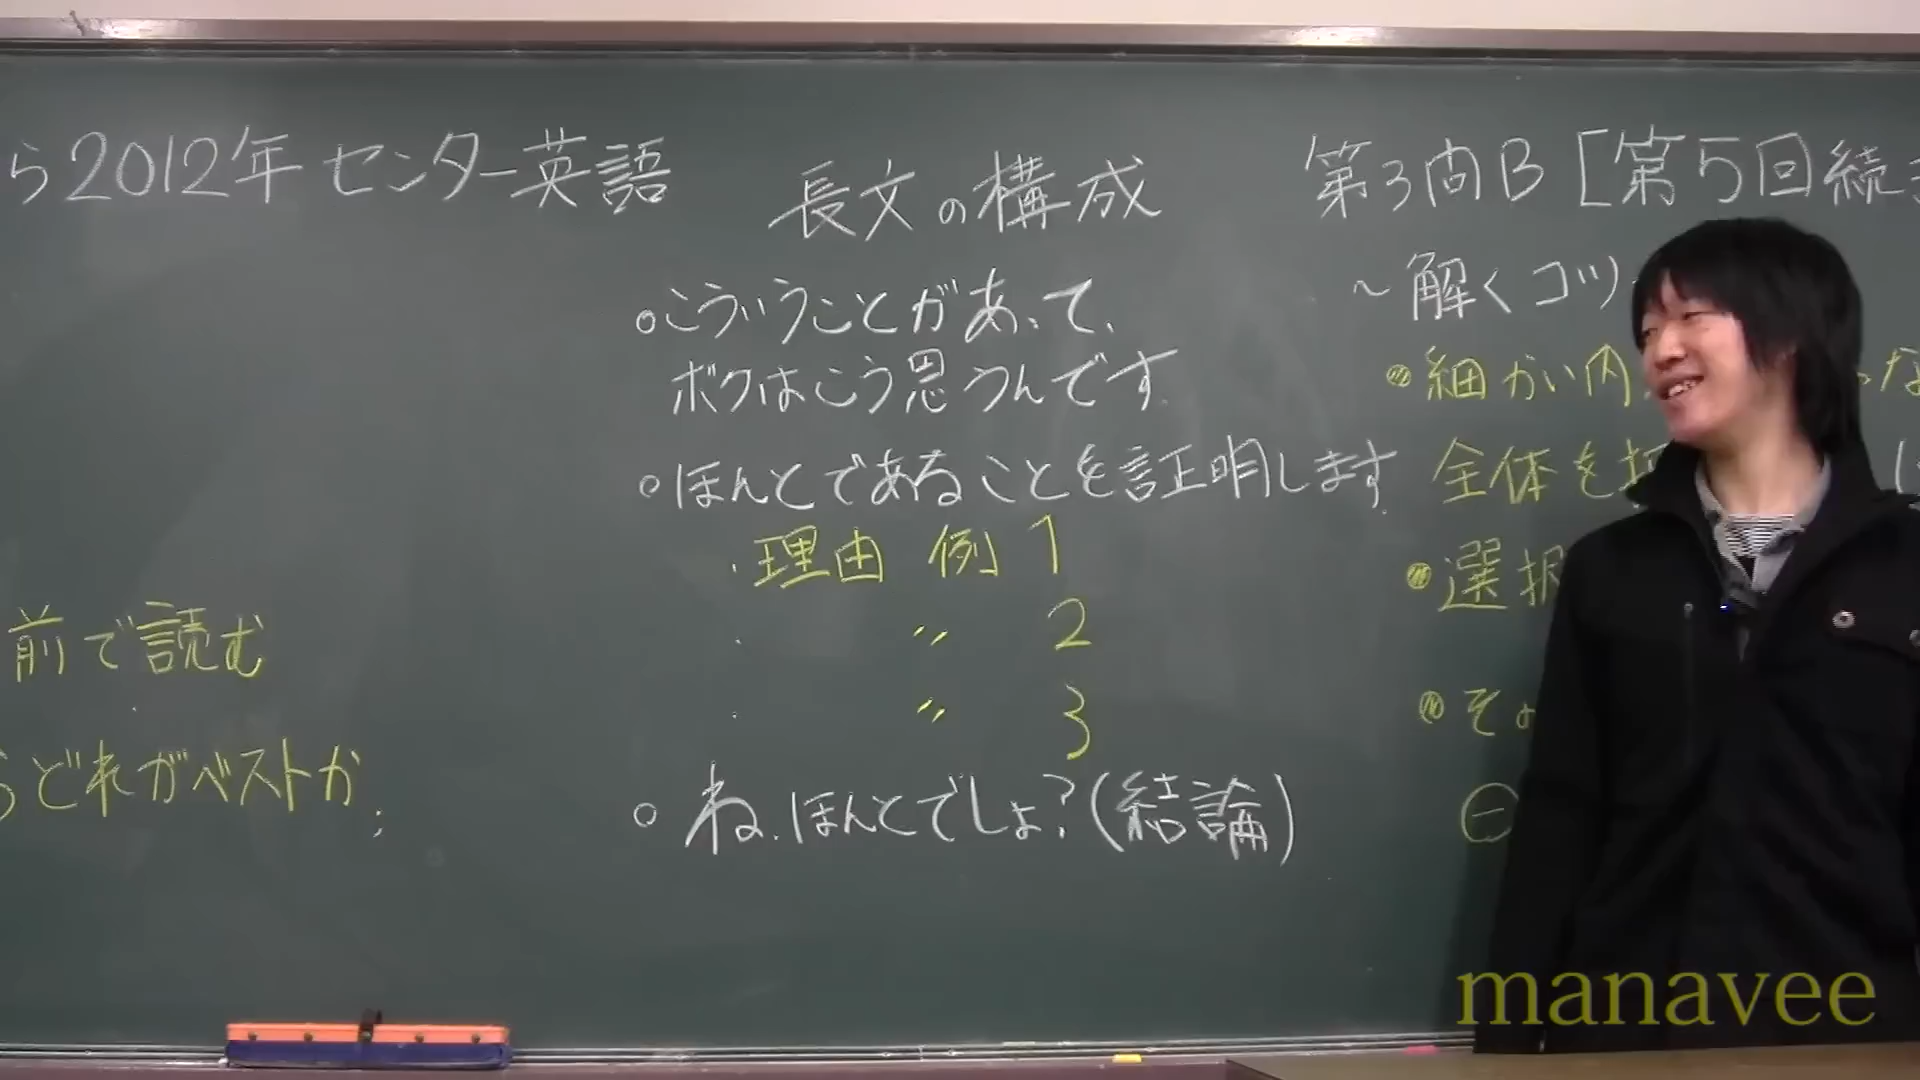 ら2012年センター英語
前で読む
どれがベストか
長文の構成
○こういうことがあって、
ボクはこう思うんです.
○ほんとであることを証明します.
・理由 例 1
・ 〃 2
・ 〃 3
○ ね、ほんとでしょ?(結論)
第3問B [第5回続き
~解くコツ
細かい内 な
全体を
選択
その
manavee